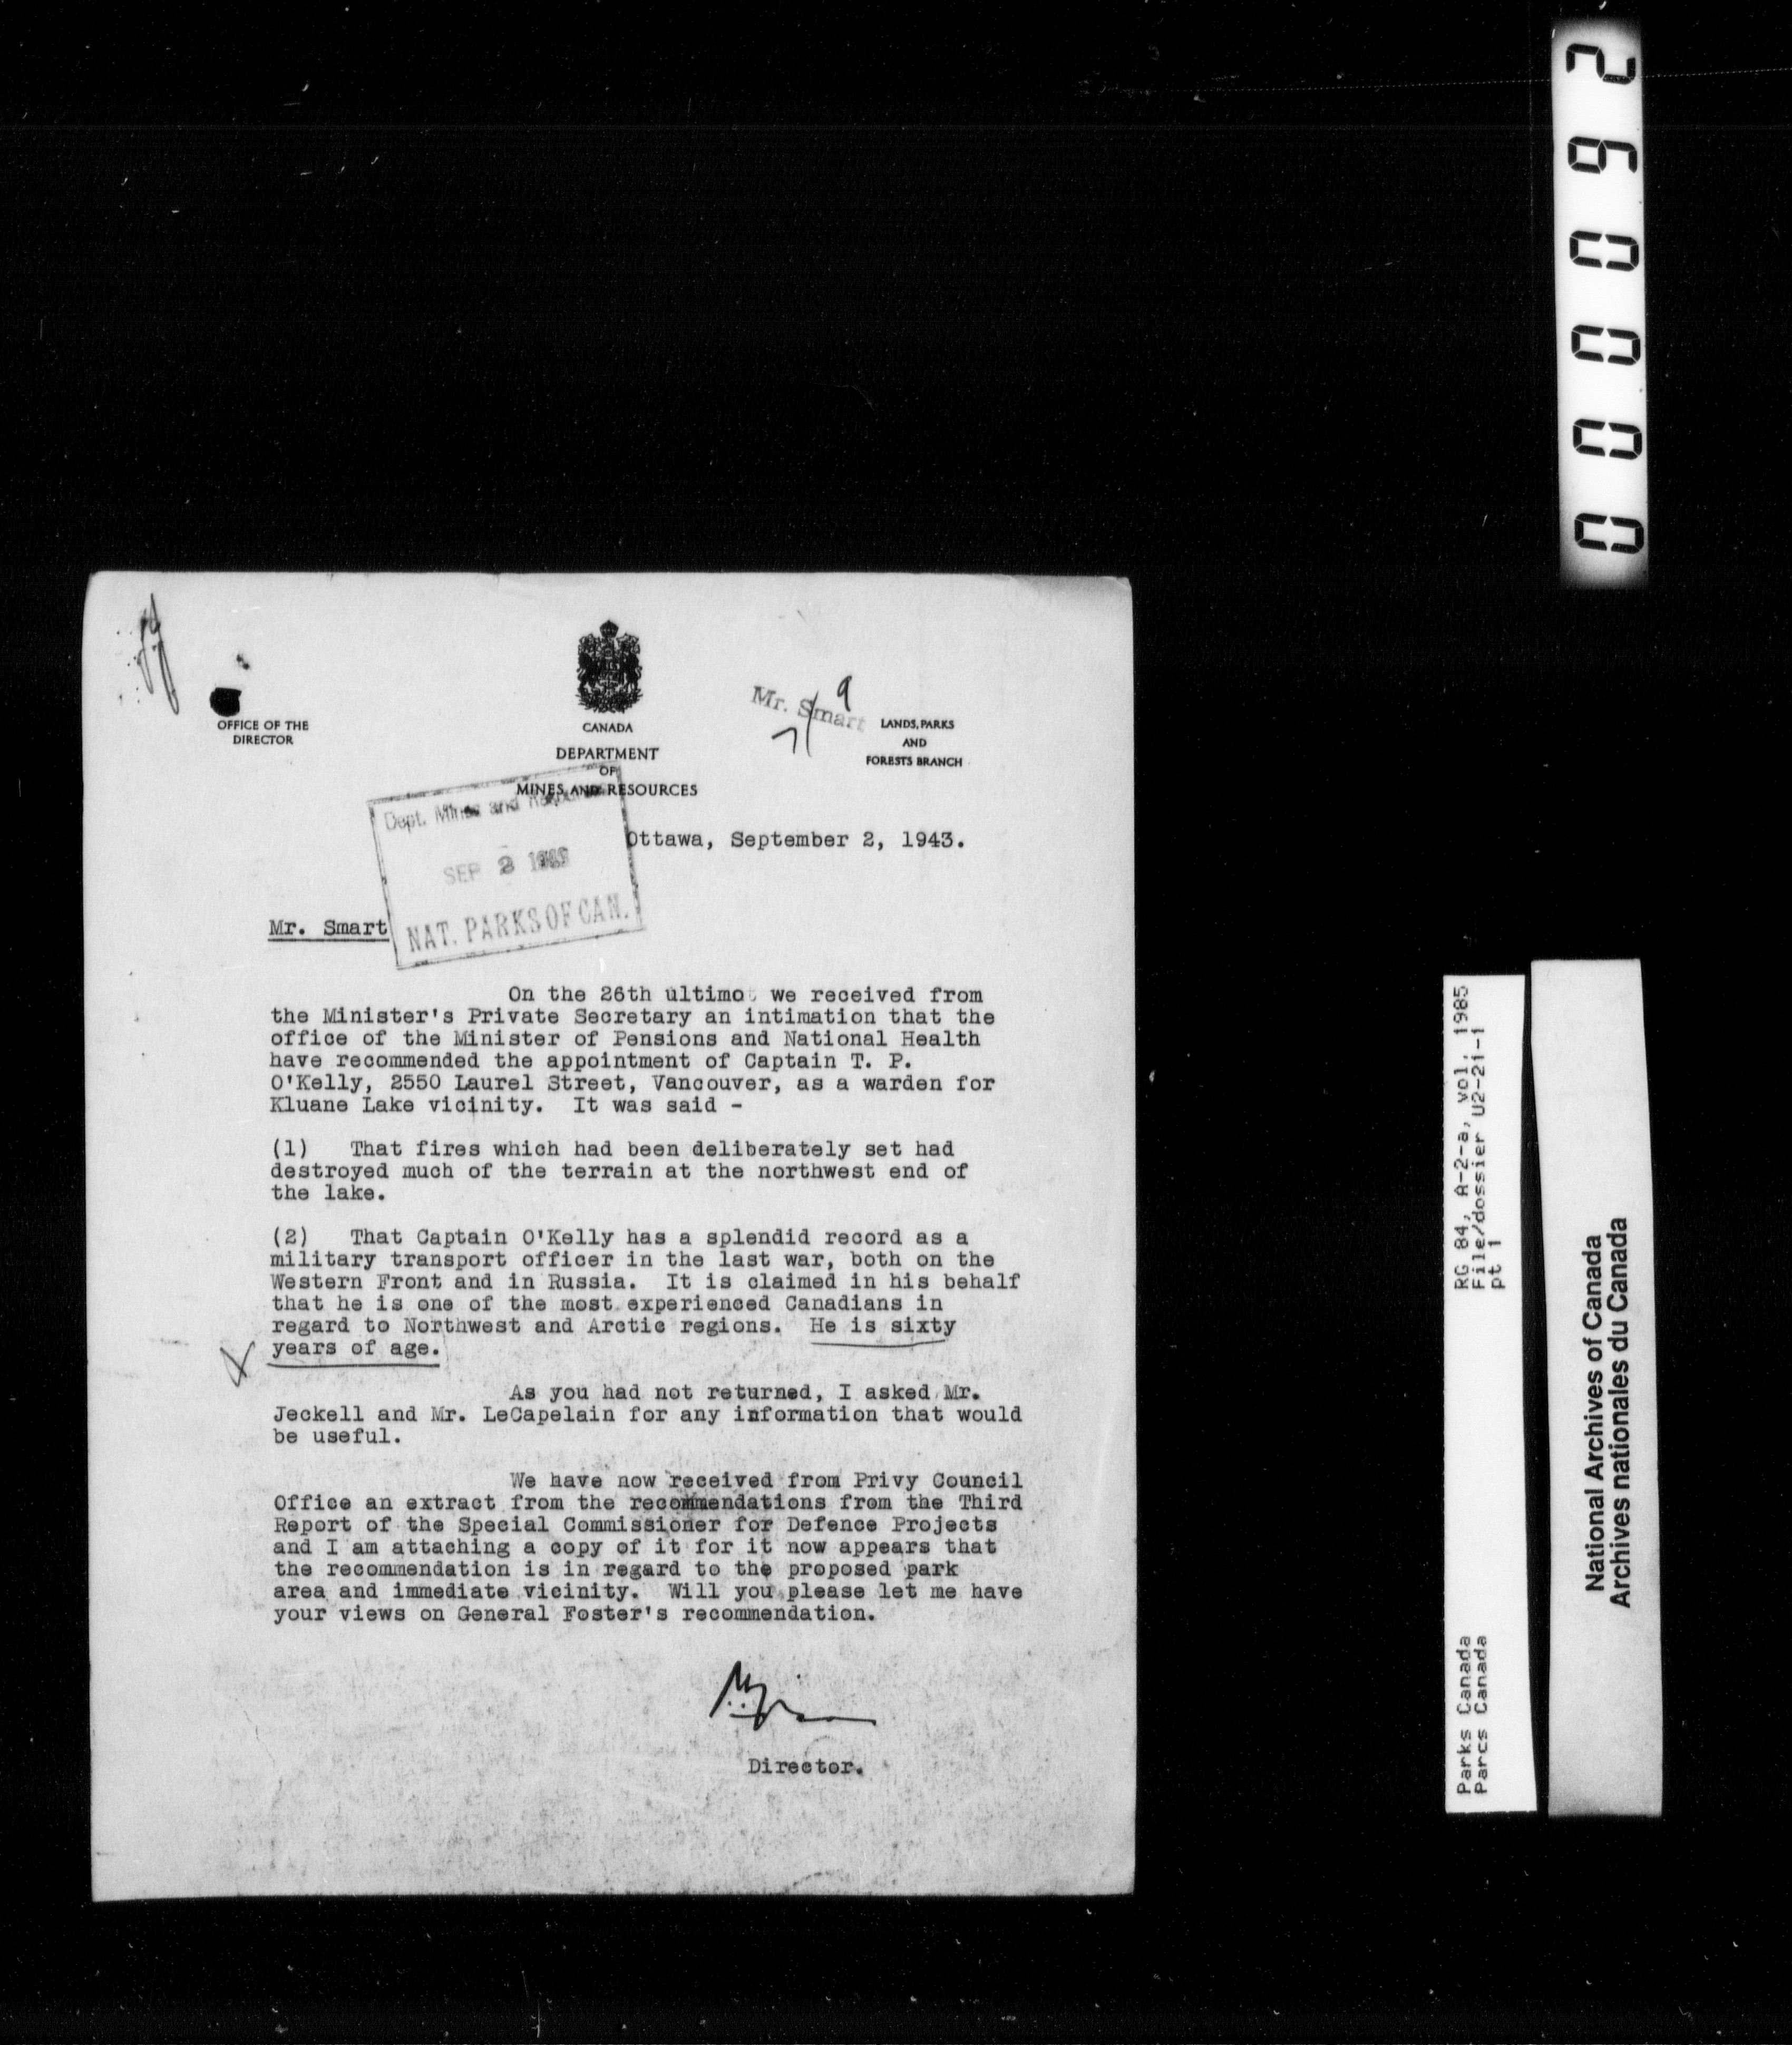 000092
OFFICE OF THE
DIRECTOR
CANADA
DEPARTMENT
OF
MINES AND RESOURCES
Mr. Smart
7/9
LANDS, PARKS
AND
FORESTS BRANCH
Dept. Mines and Resources
SEP 2 1943
NAT. PARKS OF CAN.
Ottawa, September 2, 1943.
Mr. Smart
On the 26th ultimo we received from
the Minister's Private Secretary an intimation that the
office of the Minister of Pensions and National Health
have recommended the appointment of Captain T. P.
O'Kelly, 2550 Laurel Street, Vancouver, as a warden for
Kluane Lake vicinity. It was said -
(1) That fires which had been deliberately set had
destroyed much of the terrain at the northwest end of
the lake.
(2) That Captain O'Kelly has a splendid record as a
military transport officer in the last war, both on the
Western Front and in Russia. It is claimed in his behalf
that he is one of the most experienced Canadians in
regard to Northwest and Arctic regions. He is sixty
years of age.
As you had not returned, I asked Mr.
Jeckell and Mr. LeCapelain for any information that would
be useful.
We have now received from Privy Council
Office an extract from the recommendations from the Third
Report of the Special Commissioner for Defence Projects
and I am attaching a copy of it for it now appears that
the recommendation is in regard to the proposed park
area and immediate vicinity. Will you please let me have
your views on General Foster's recommendation.
Director.
RG 84, A-2-a, vol. 1985
File/dossier U2-21-1
pt 1
Parks Canada
Parcs Canada
National Archives of Canada
Archives nationales du Canada